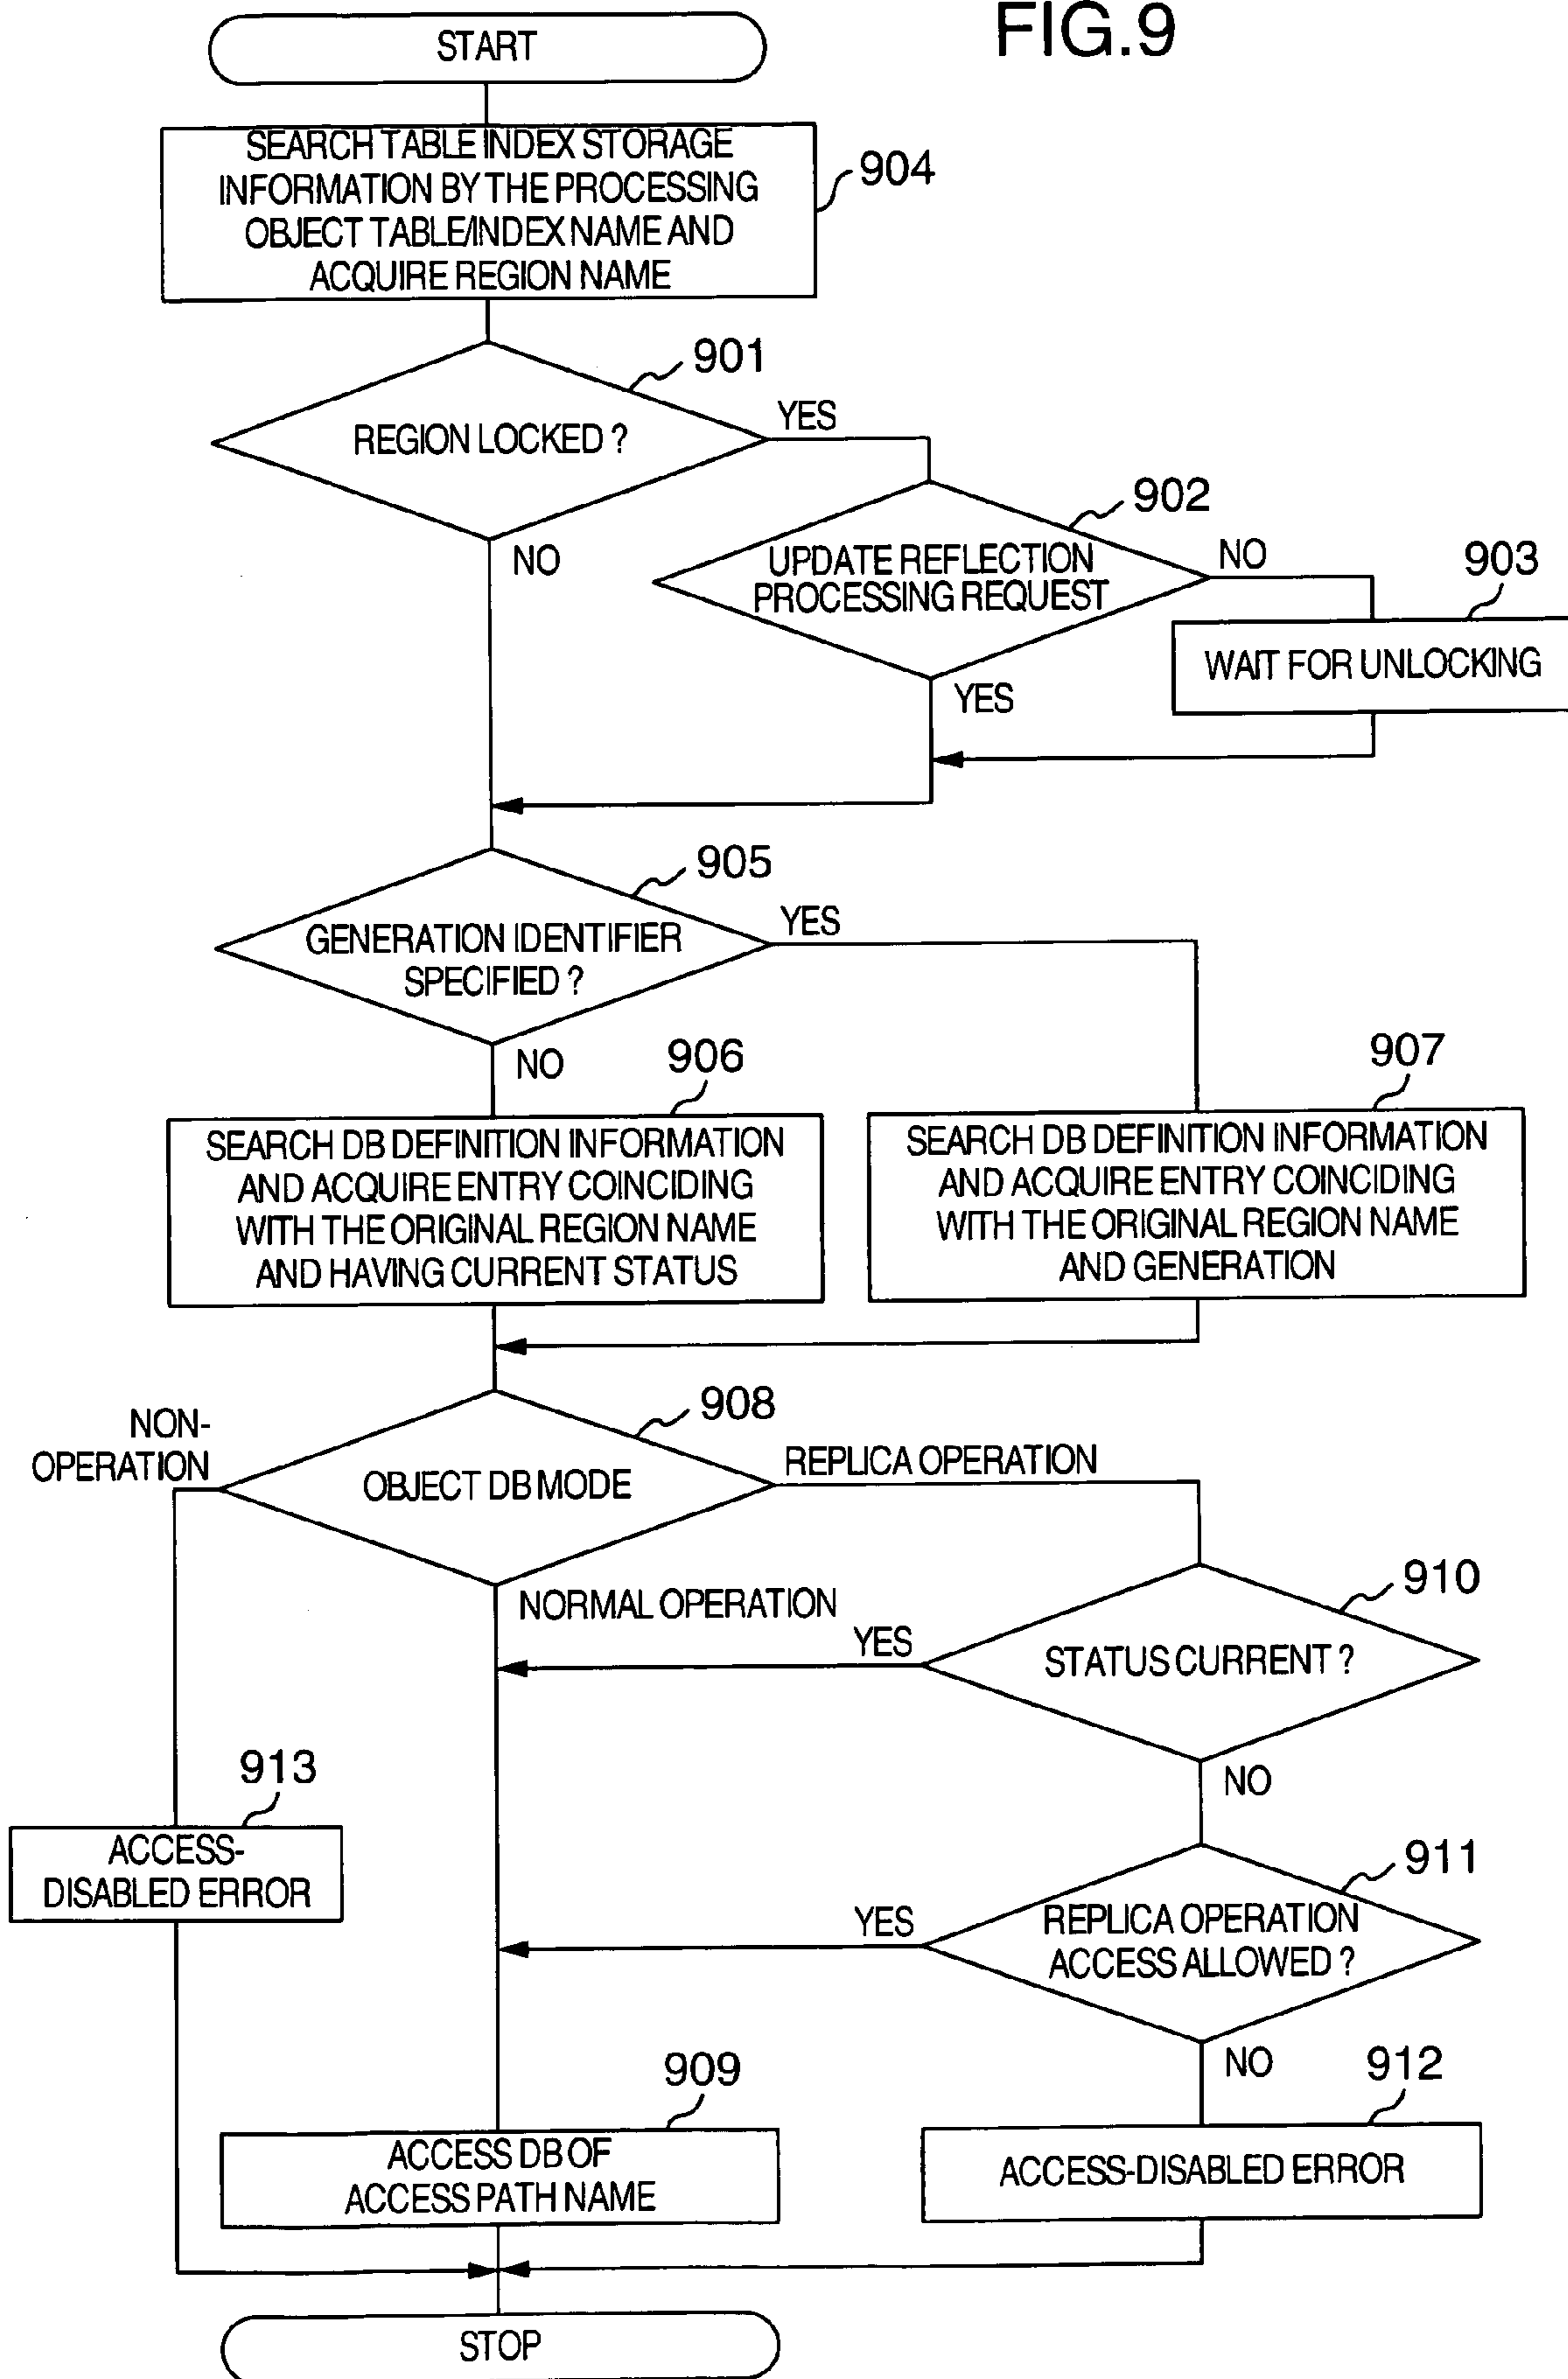 FIG.9
START
SEARCH TABLE INDEX STORAGE
INFORMATION BY THE PROCESSING
OBJECT TABLE/INDEX NAME AND
ACQUIRE REGION NAME
904
901
REGION LOCKED ?
YES
NO
902
UPDATE REFLECTION
PROCESSING REQUEST
NO
YES
903
WAIT FOR UNLOCKING
905
GENERATION IDENTIFIER
SPECIFIED ?
YES
NO
906
SEARCH DB DEFINITION INFORMATION
AND ACQUIRE ENTRY COINCIDING
WITH THE ORIGINAL REGION NAME
AND HAVING CURRENT STATUS
907
SEARCH DB DEFINITION INFORMATION
AND ACQUIRE ENTRY COINCIDING
WITH THE ORIGINAL REGION NAME
AND GENERATION
908
NON-
OPERATION
OBJECT DB MODE
REPLICA OPERATION
NORMAL OPERATION
910
YES
STATUS CURRENT ?
NO
913
ACCESS-
DISABLED ERROR
911
YES
REPLICA OPERATION
ACCESS ALLOWED ?
NO
909
ACCESS DB OF
ACCESS PATH NAME
912
ACCESS-DISABLED ERROR
STOP